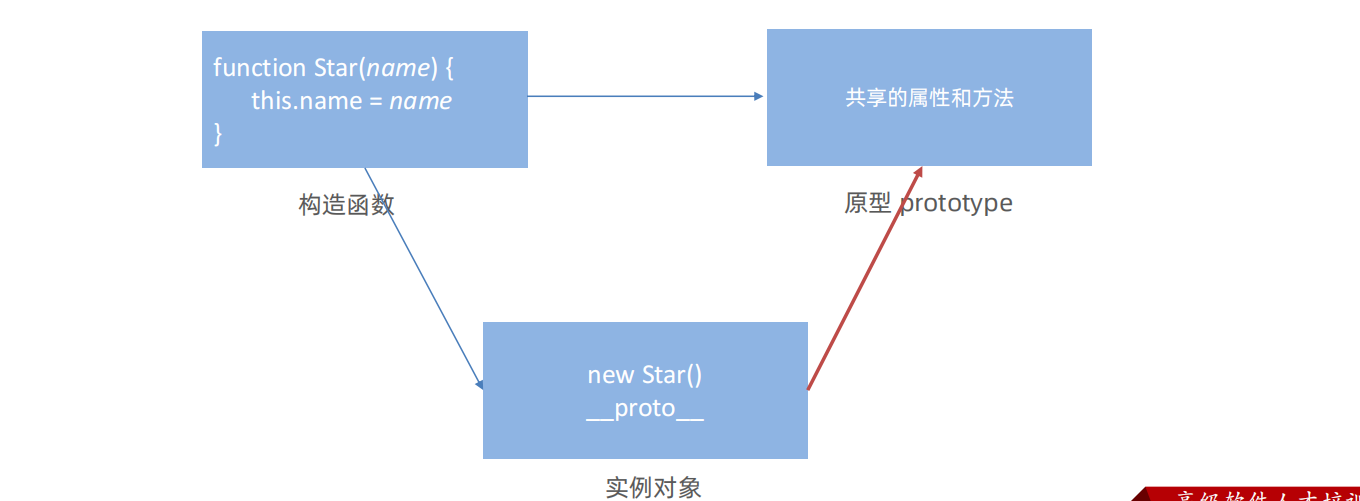 function Star(name) {
this.name = name
}
共享的属性和方法
构造函数
原型 prototype
new Star()
__proto__
实例对象
高级软件人才培训